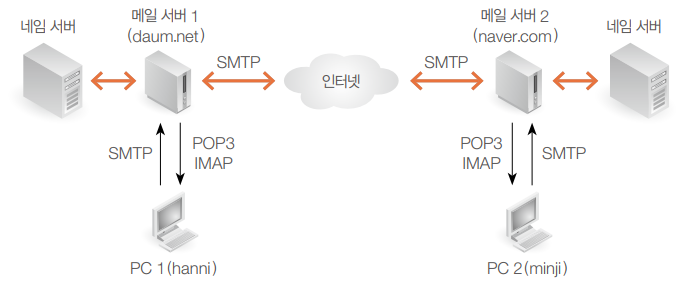 네임 서버
메일 서버 1
(daum.net)
메일 서버 2
(naver.com)
네임 서버
SMTP
인터넷
SMTP
SMTP
POP3
IMAP
POP3
IMAP
SMTP
PC 1(hanni)
PC 2(minji)